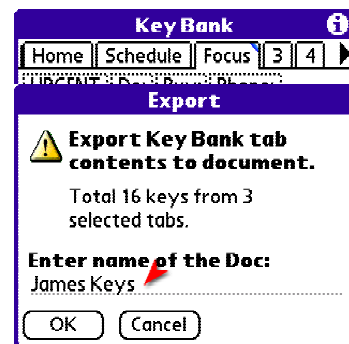 Key Bank
Home Schedule Focus 3 4
Export
Export Key Bank tab
contents to document.
Total 16 keys from 3
selected tabs.
Enter name of the Doc:
James Keys
OK Cancel